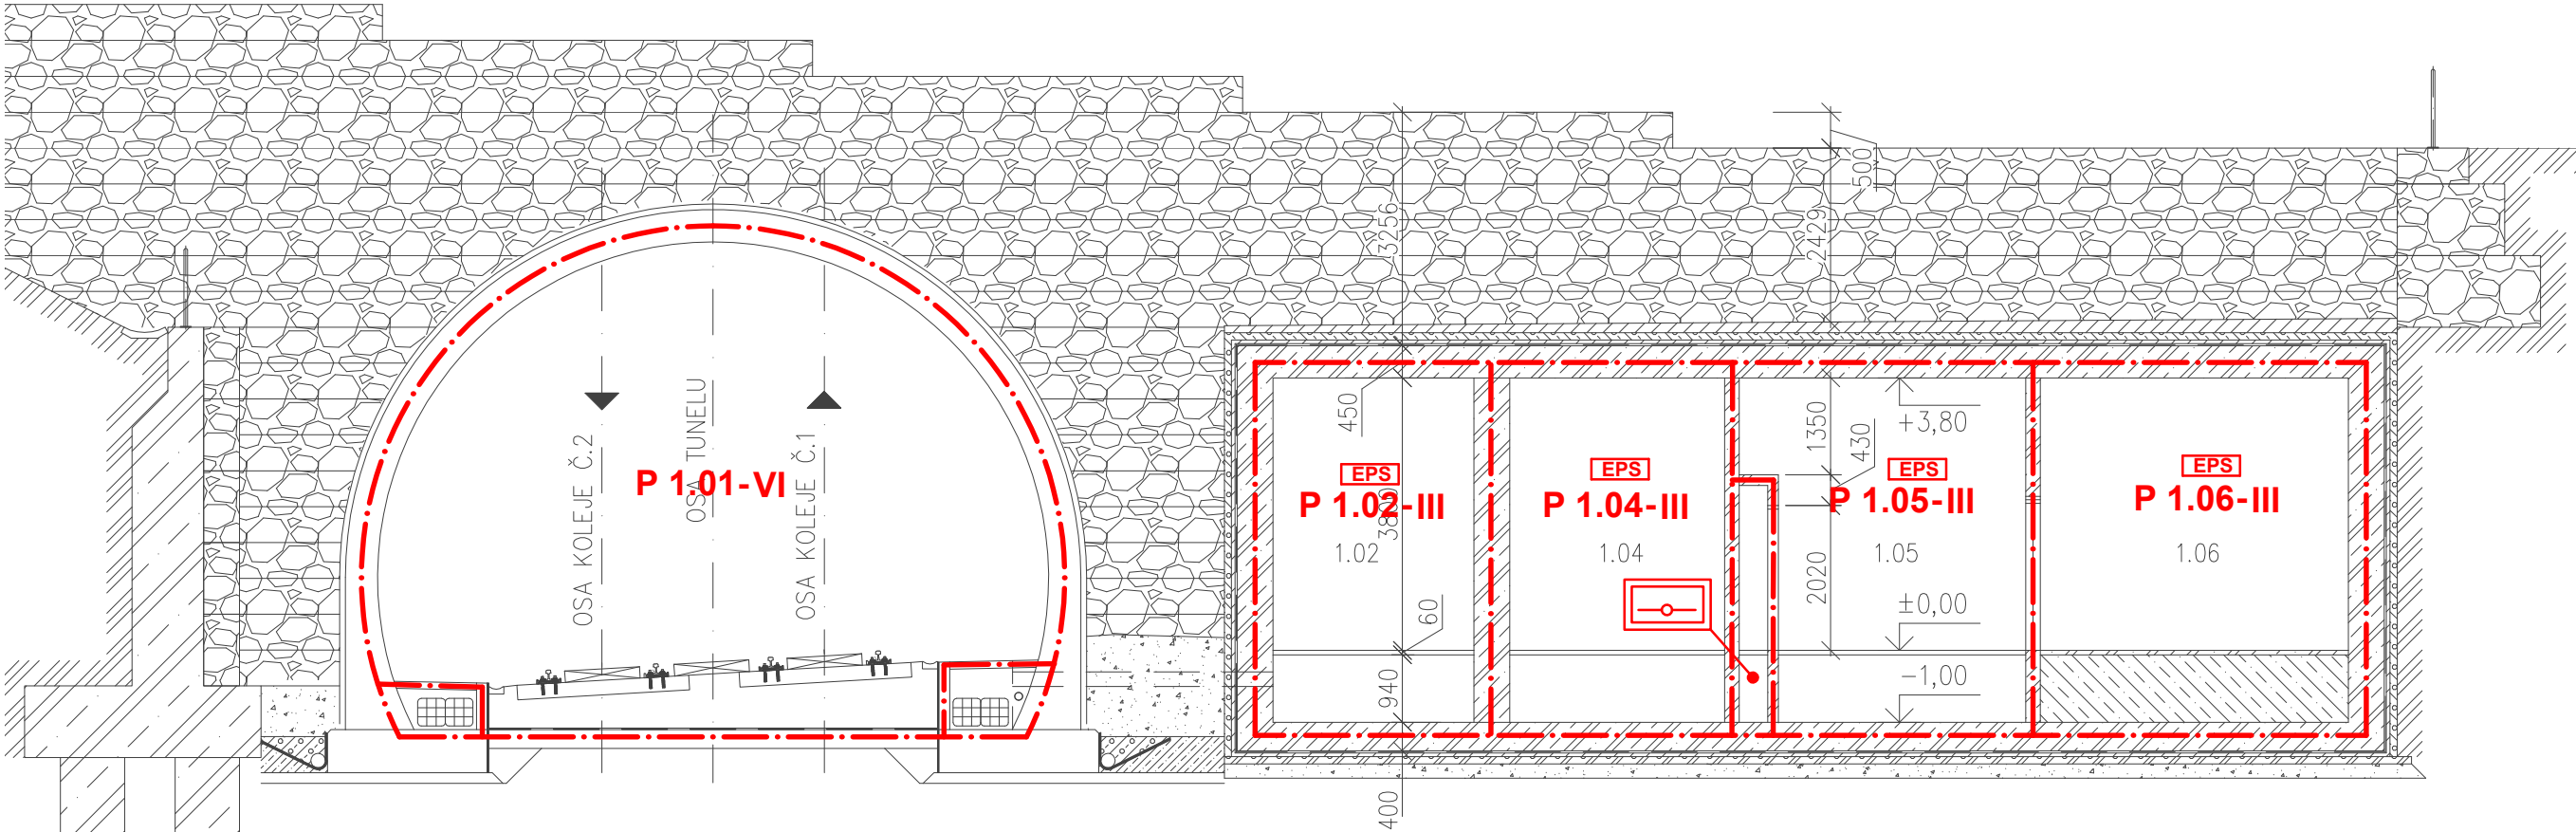 OSA KOLEJE Č.2
OSA TUNELU
OSA KOLEJE Č.1
P 1.01-VI
3256
500
2429
450
3800
60
940
400
EPS
P 1.02-III
1.02
EPS
P 1.04-III
1.04
1350
430
2020
+3,80
EPS
P 1.05-III
1.05
±0,00
-1,00
EPS
P 1.06-III
1.06